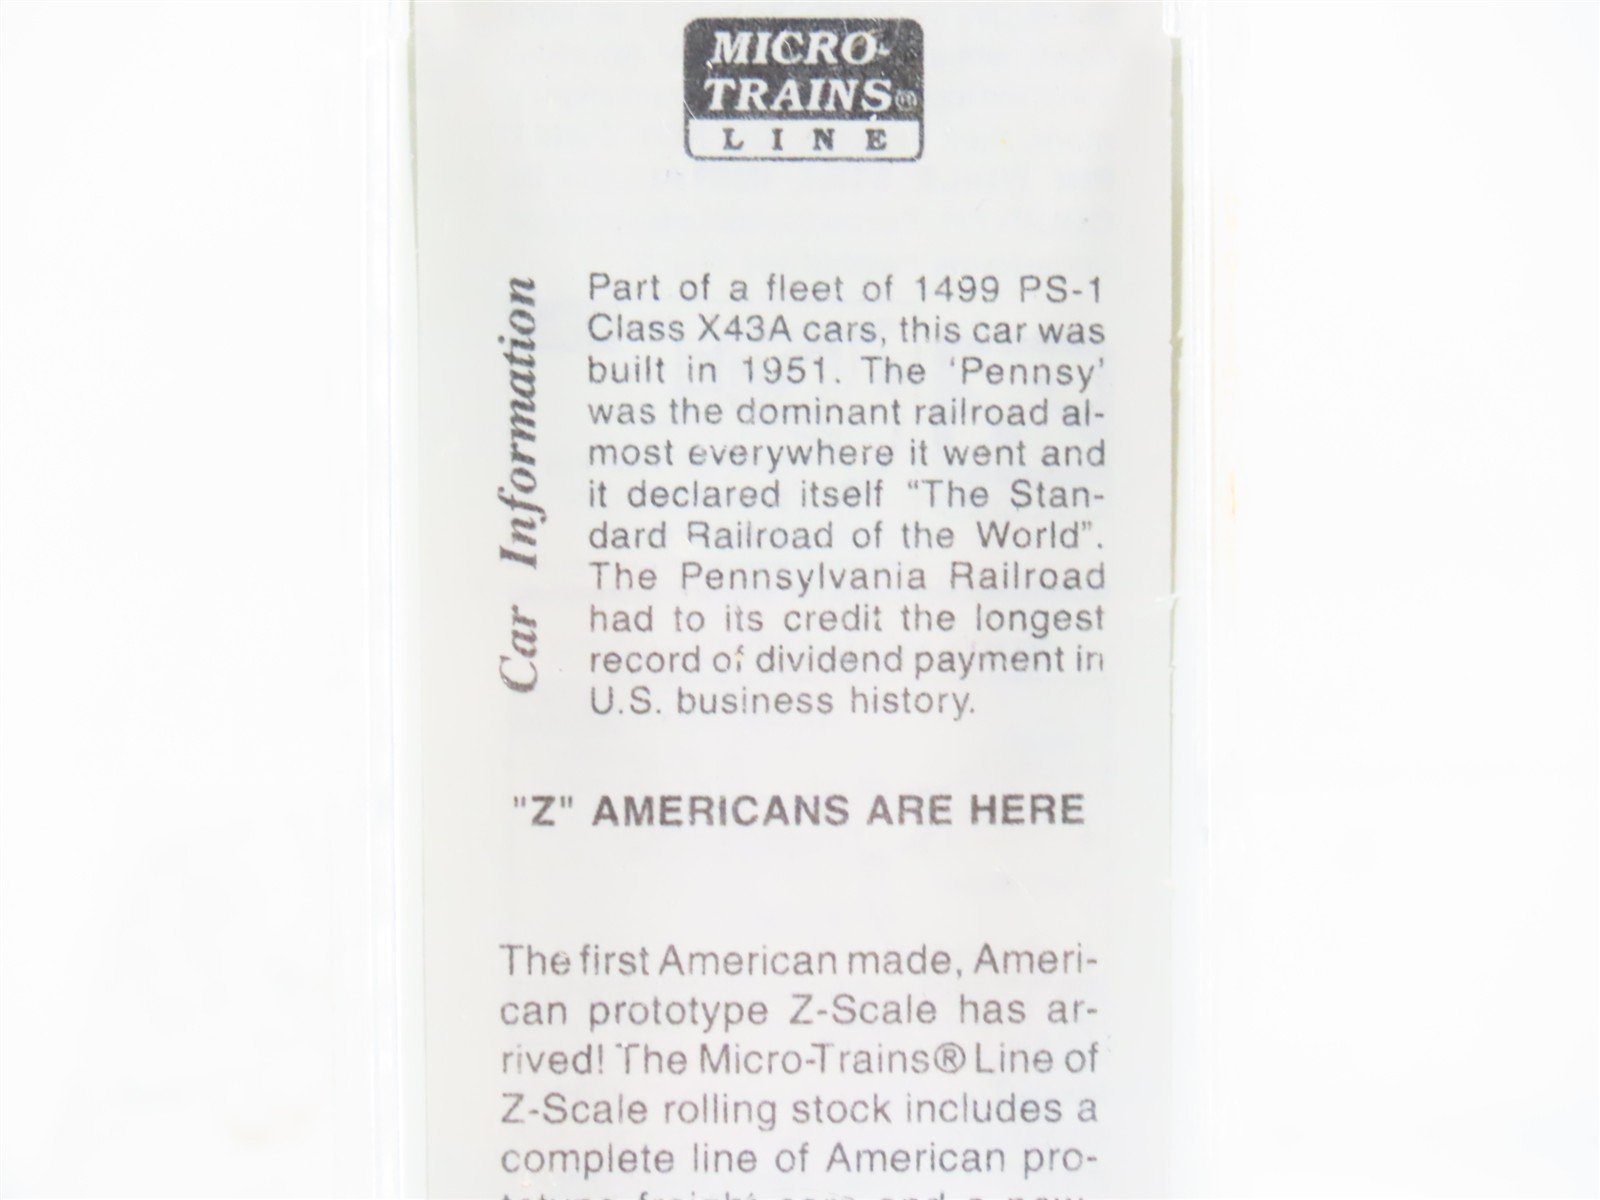 MICRO-
TRAINS®
LINE
Car Information
Part of a fleet of 1499 PS-1
Class X43A cars, this car was
built in 1951. The 'Pennsy'
was the dominant railroad al-
most everywhere it went and
it declared itself "The Stan-
dard Railroad of the World".
The Pennsylvania Railroad
had to its credit the longest
record of dividend payment in
U.S. business history.
"Z" AMERICANS ARE HERE
The first American made, Ameri-
can prototype Z-Scale has ar-
rived! The Micro-Trains® Line of
Z-Scale rolling stock includes a
complete line of American pro-